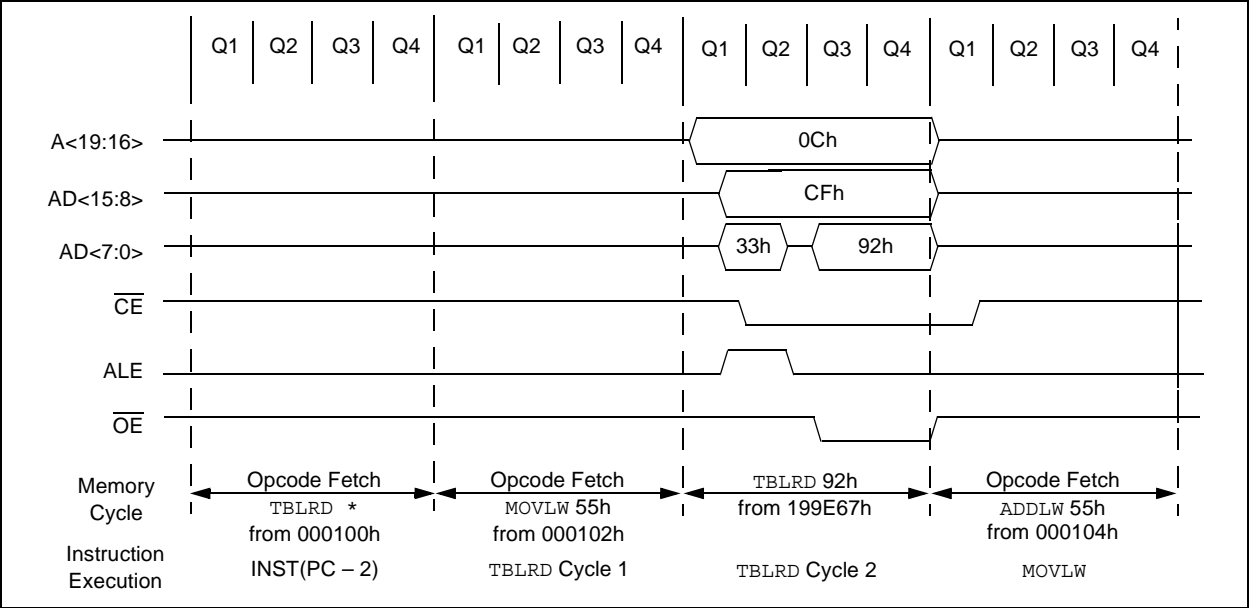 Q1 Q2 Q3 Q4 Q1 Q2 Q3 Q4 Q1 Q2 Q3 Q4 Q1 Q2 Q3 Q4
A<19:16> 0Ch
AD<15:8> CFh
AD<7:0> 33h 92h
CE
ALE
OE
Memory Cycle
Opcode Fetch
TBLRD *
from 000100h
Opcode Fetch
MOVLW 55h
from 000102h
TBLRD 92h
from 199E67h
Opcode Fetch
ADDLW 55h
from 000104h
Instruction Execution
INST(PC – 2)
TBLRD Cycle 1
TBLRD Cycle 2
MOVLW